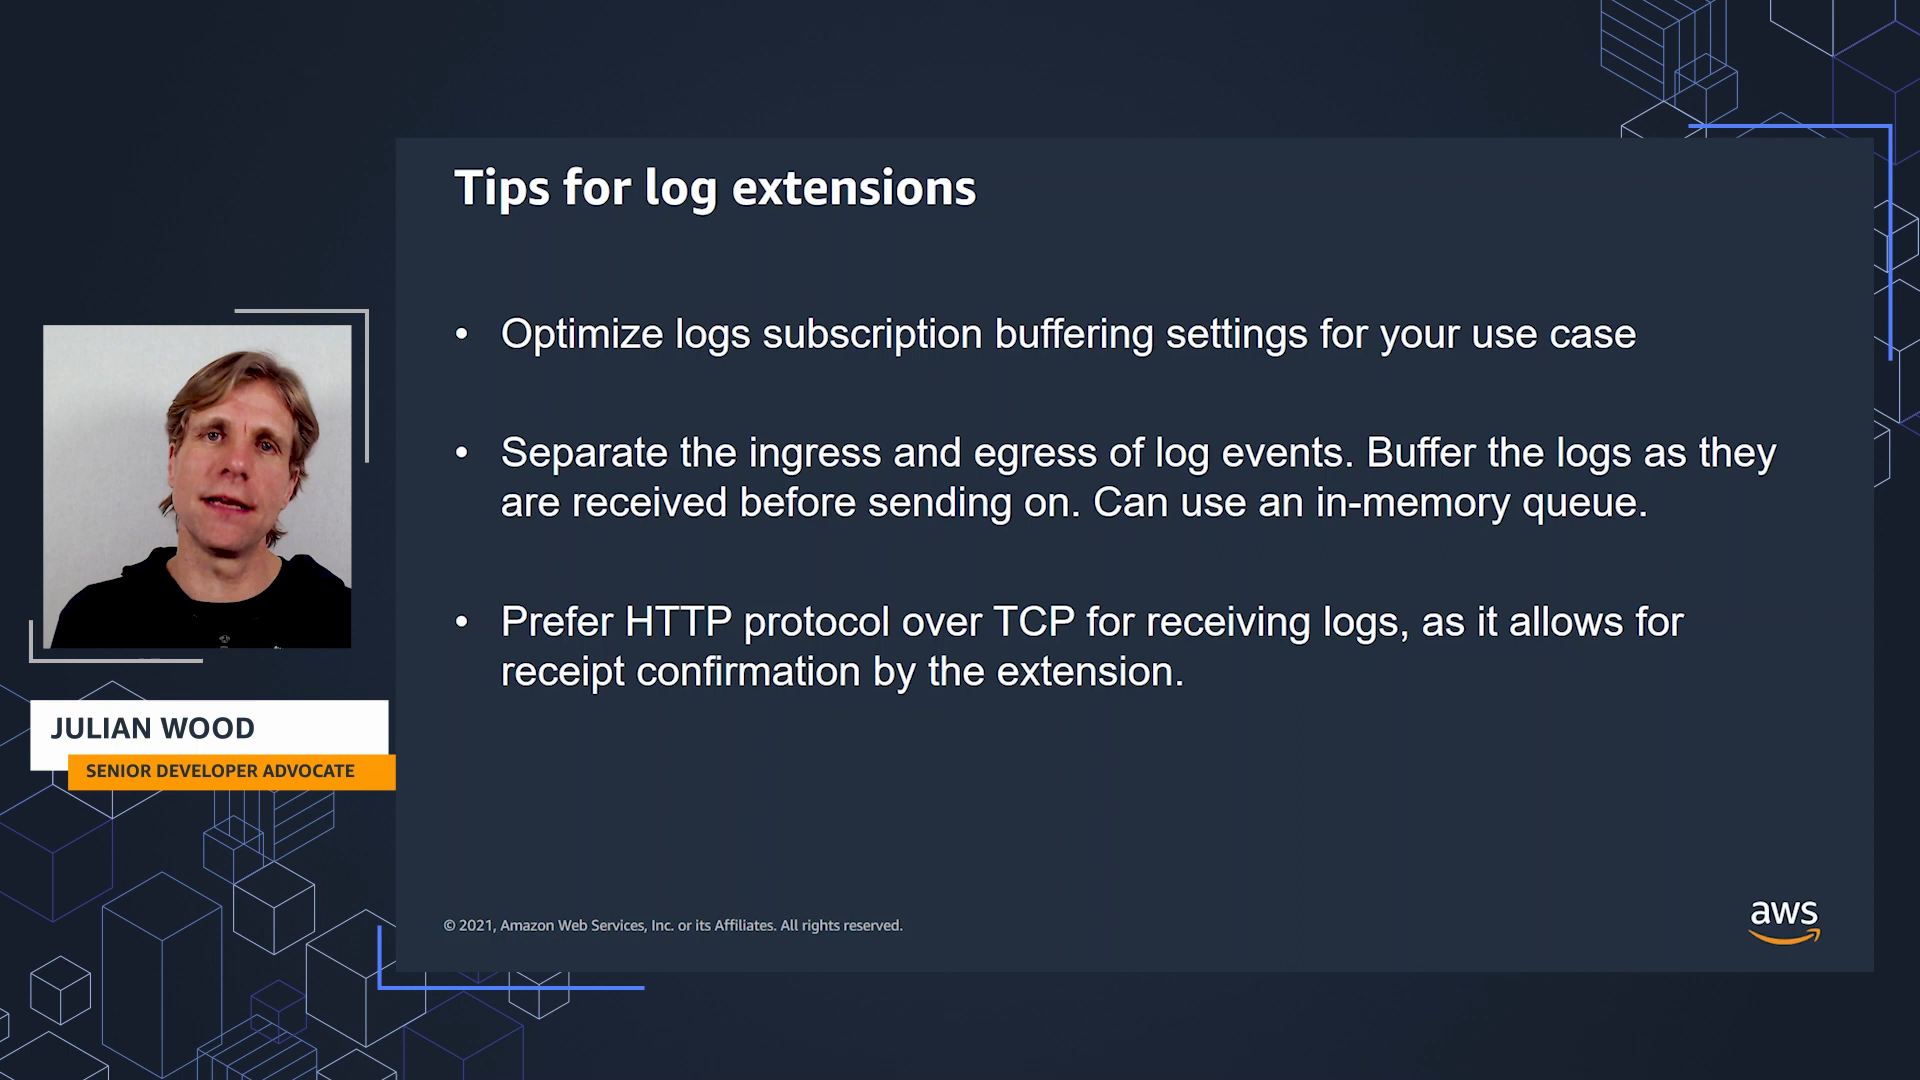 Tips for log extensions
• Optimize logs subscription buffering settings for your use case
• Separate the ingress and egress of log events. Buffer the logs as they
are received before sending on. Can use an in-memory queue.
• Prefer HTTP protocol over TCP for receiving logs, as it allows for
receipt confirmation by the extension.
JULIAN WOOD
SENIOR DEVELOPER ADVOCATE
© 2021, Amazon Web Services, Inc. or its Affiliates. All rights reserved.
aws